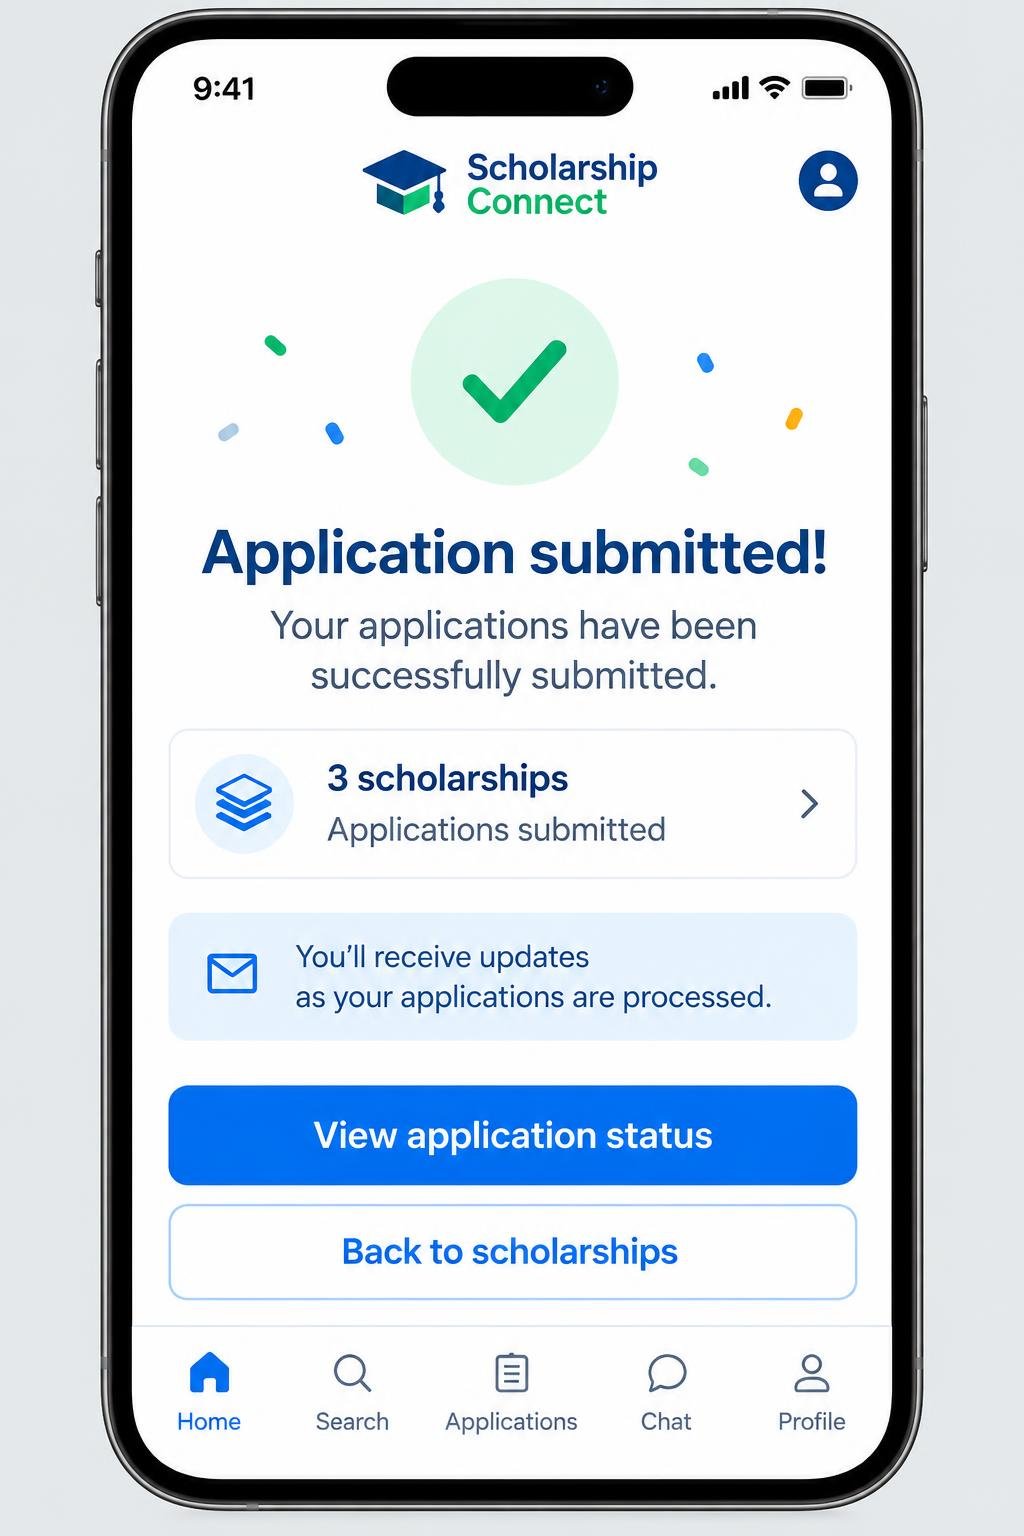 9:41
Scholarship
Connect
Application submitted!
Your applications have been
successfully submitted.
3 scholarships
Applications submitted
You’ll receive updates
as your applications are processed.
View application status
Back to scholarships
Home
Search
Applications
Chat
Profile